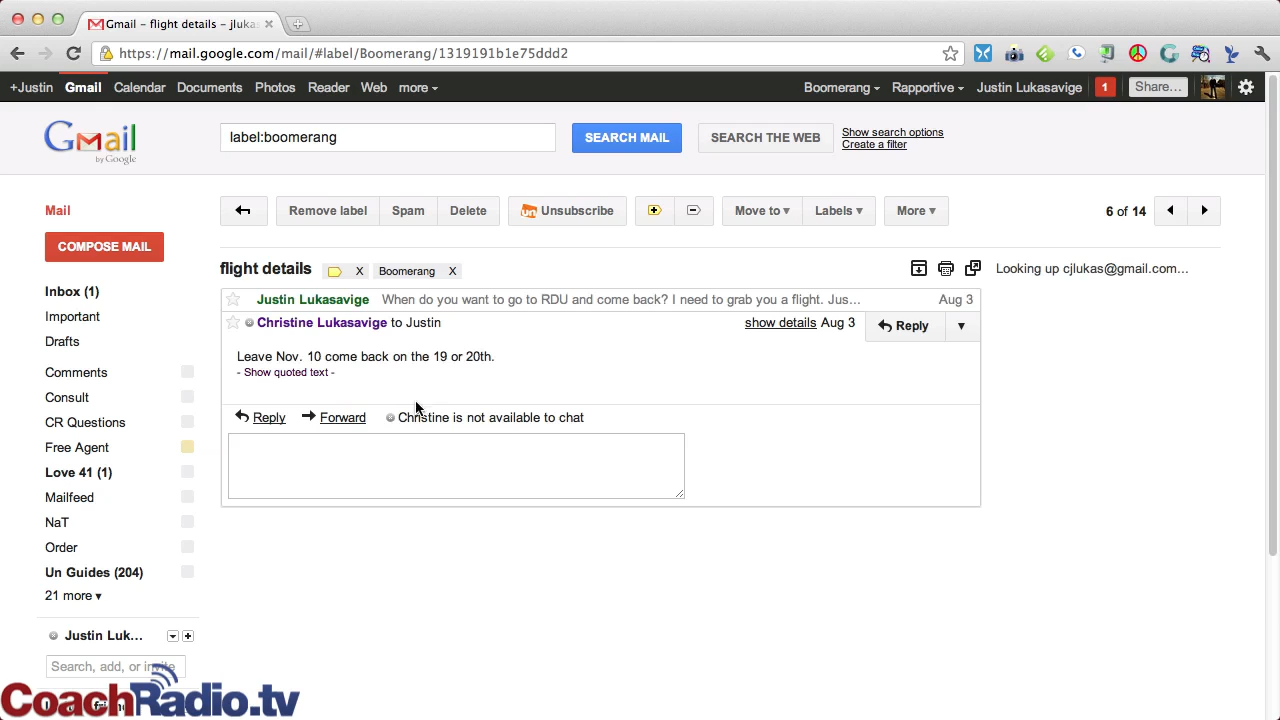 Gmail - flight details - jluka
https://mail.google.com/mail/#label/Boomerang/1319191b1e75ddd2
+Justin Gmail Calendar Documents Photos Reader Web more Boomerang Rapportive Justin Lukasavige 1 Share...
Gmail by Google
label:boomerang SEARCH MAIL SEARCH THE WEB Show search options
Create a filter
Mail Remove label Spam Delete un Unsubscribe Move to Labels More 6 of 14
COMPOSE MAIL
flight details X Boomerang X Looking up cjlukas@gmail.com...
Inbox (1) Justin Lukasavige When do you want to go to RDU and come back? I need to grab you a flight. Jus... Aug 3
Important Christine Lukasavige to Justin show details Aug 3 Reply
Drafts Leave Nov. 10 come back on the 19 or 20th.
- Show quoted text -
Comments
Consult
CR Questions Reply Forward Christine is not available to chat
Free Agent
Love 41 (1)
Mailfeed
NaT
Order
Un Guides (204)
21 more
Justin Luk...
Search, add, or invite
CoachRadio.tv